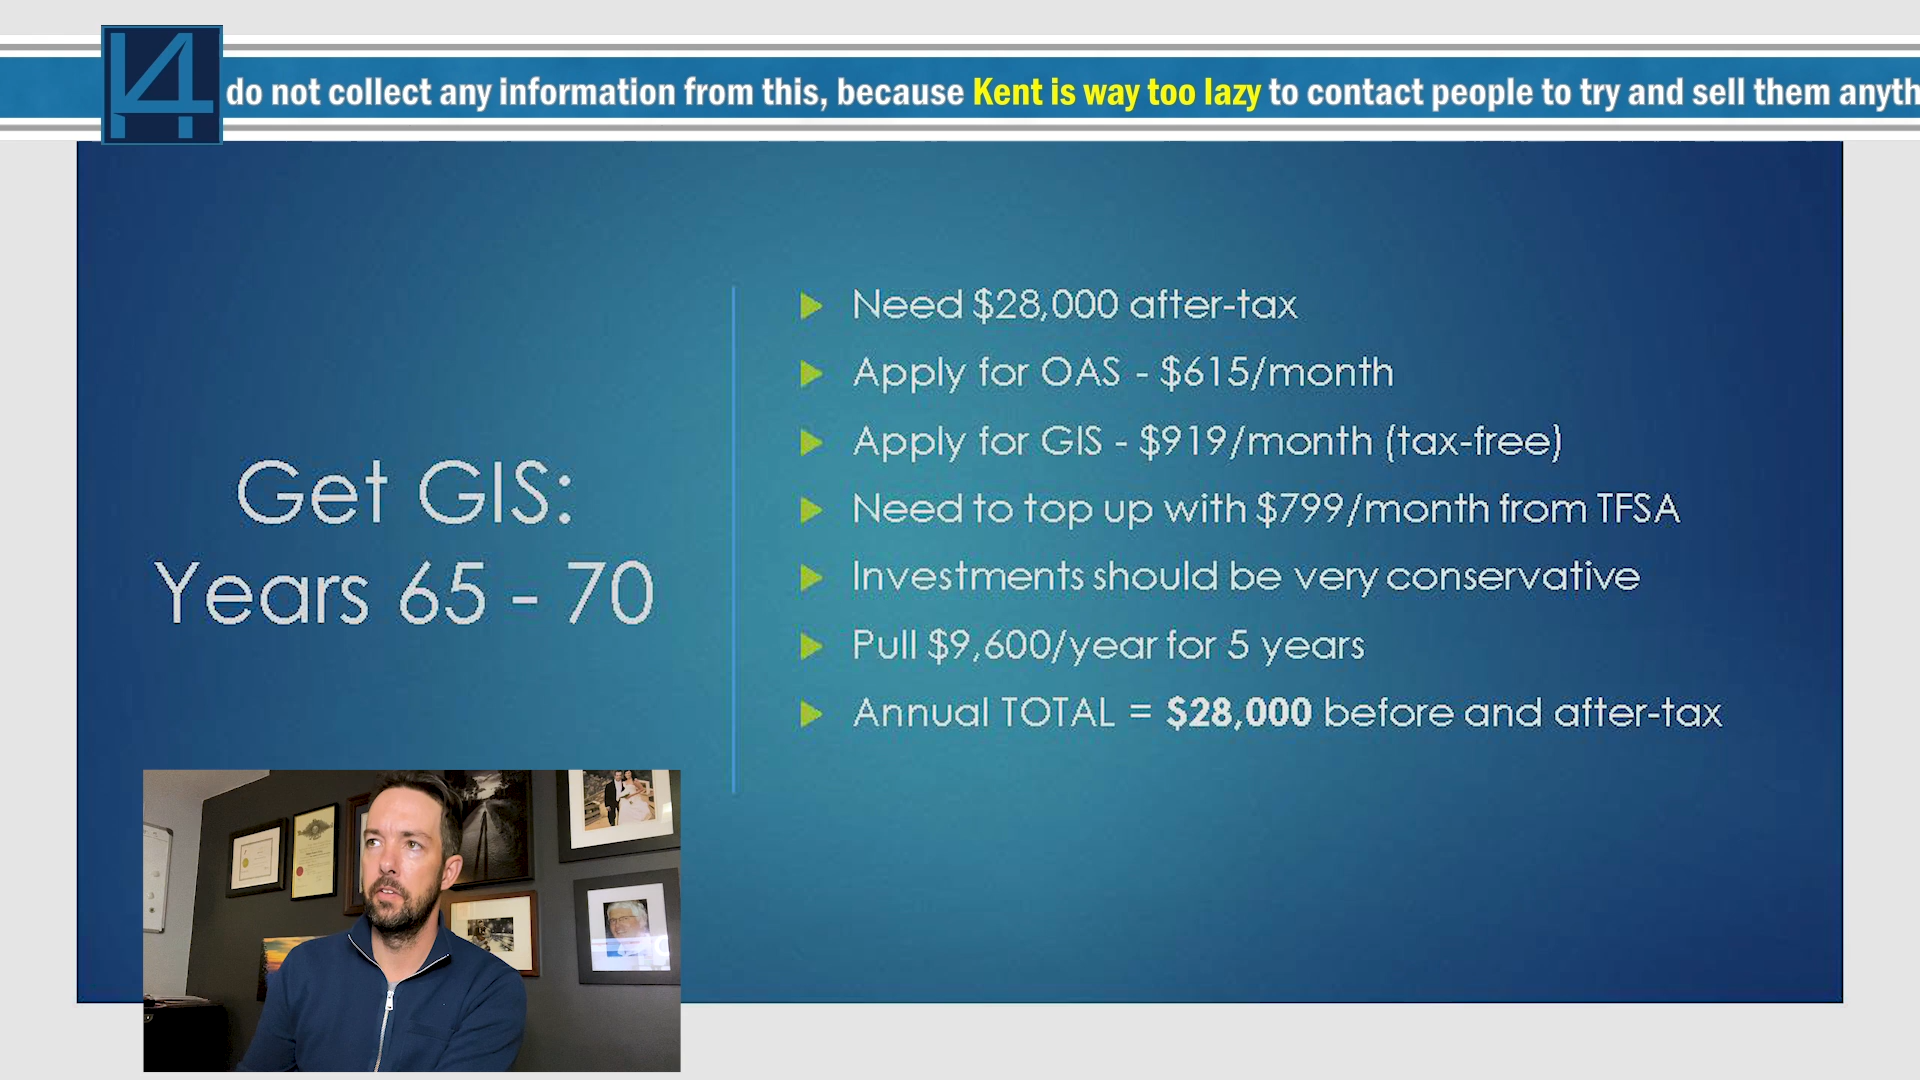 do not collect any information from this, because Kent is way too lazy to contact people to try and sell them anyth
Get GIS:
Years 65 - 70
Need $28,000 after-tax
Apply for OAS - $615/month
Apply for GIS - $919/month (tax-free)
Need to top up with $799/month from TFSA
Investments should be very conservative
Pull $9,600/year for 5 years
Annual TOTAL = $28,000 before and after-tax